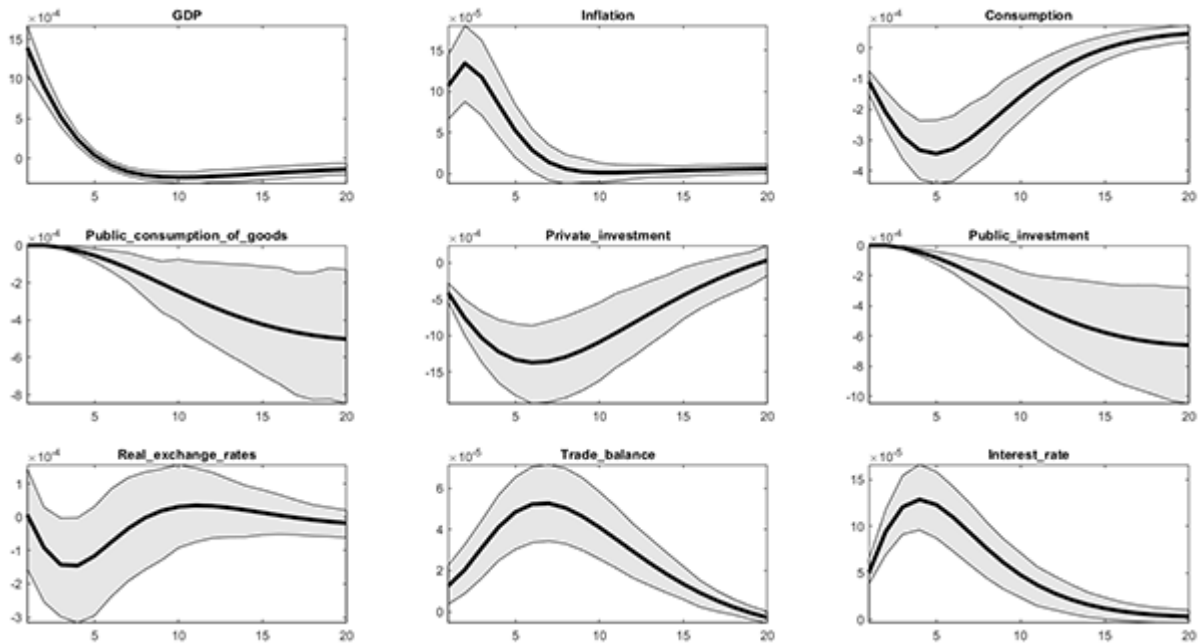 GDP
×10⁻⁴
15
10
5
0
5 10 15 20
Inflation
×10⁻⁵
15
10
5
0
5 10 15 20
Consumption
×10⁻⁴
0
-1
-2
-3
-4
5 10 15 20
Public_consumption_of_goods
×10⁻⁴
0
-2
-4
-6
-8
5 10 15 20
Private_investment
×10⁻⁴
0
-5
-10
-15
5 10 15 20
Public_investment
×10⁻⁴
0
-2
-4
-6
-8
-10
5 10 15 20
Real_exchange_rates
×10⁻⁴
1
0
-1
-2
-3
5 10 15 20
Trade_balance
×10⁻⁵
6
4
2
0
5 10 15 20
Interest_rate
×10⁻⁵
15
10
5
0
5 10 15 20